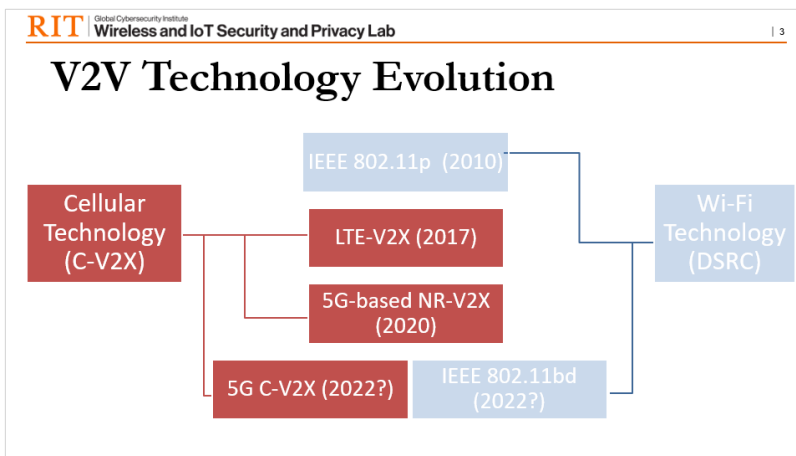 RIT
Global Cybersecurity Institute
Wireless and IoT Security and Privacy Lab
| 3
V2V Technology Evolution
IEEE 802.11p (2010)
Cellular
Technology
(C-V2X)
Wi-Fi
Technology
(DSRC)
LTE-V2X (2017)
5G-based NR-V2X
(2020)
5G C-V2X (2022?)
IEEE 802.11bd
(2022?)